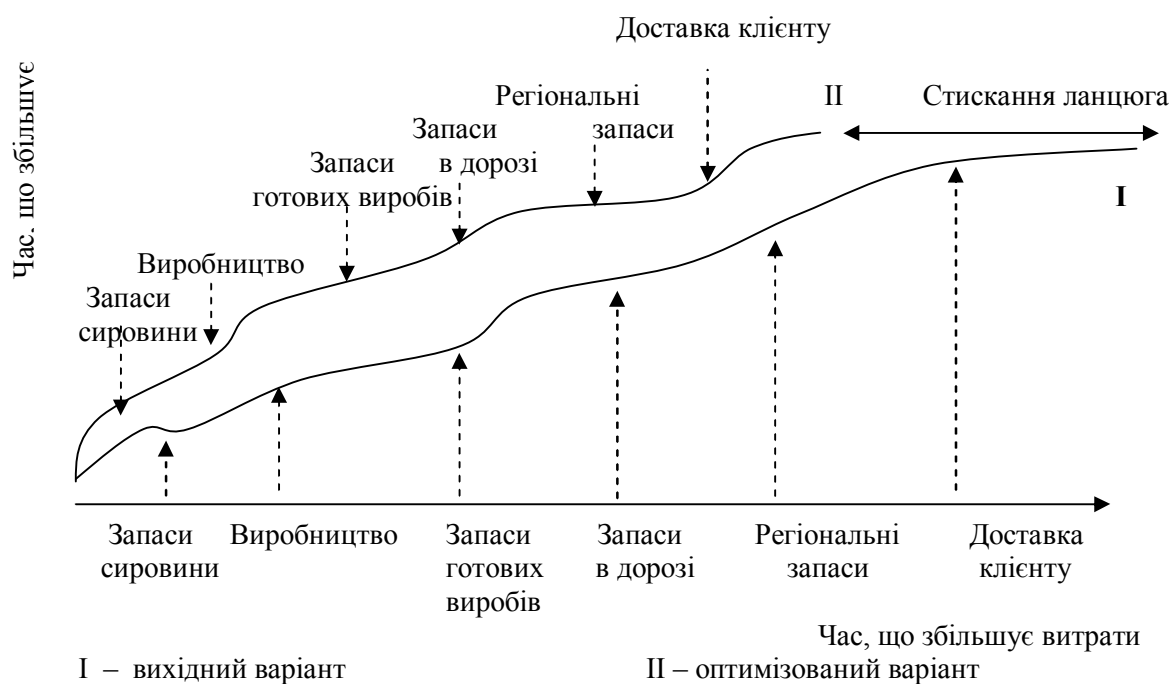 Доставка клієнту
Регіональні запаси
II
Стискання ланцюга
Запаси
в дорозі
Запаси
готових виробів
I
Час, що збільшує
Виробництво
Запаси
сировини
Запаси
сировини
Виробництво
Запаси
готових
виробів
Запаси
в дорозі
Регіональні
запаси
Доставка
клієнту
Час, що збільшує витрати
I – вихідний варіант
II – оптимізований варіант